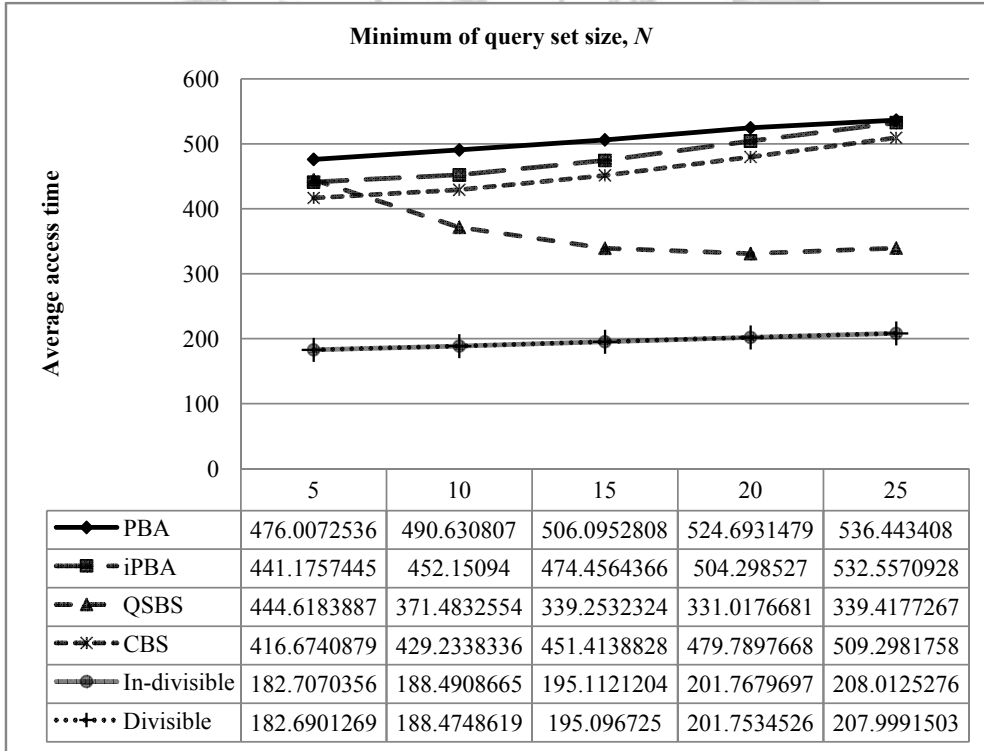 Minimum of query set size, N
Average access time
600
500
400
300
200
100
0
5 10 15 20 25
PBA 476.0072536 490.630807 506.0952808 524.6931479 536.443408
iPBA 441.1757445 452.15094 474.4564366 504.298527 532.5570928
QSBS 444.6183887 371.4832554 339.2532324 331.0176681 339.4177267
CBS 416.6740879 429.2338336 451.4138828 479.7897668 509.2981758
In-divisible 182.7070356 188.4908665 195.1121204 201.7679697 208.0125276
Divisible 182.6901269 188.4748619 195.096725 201.7534526 207.9991503